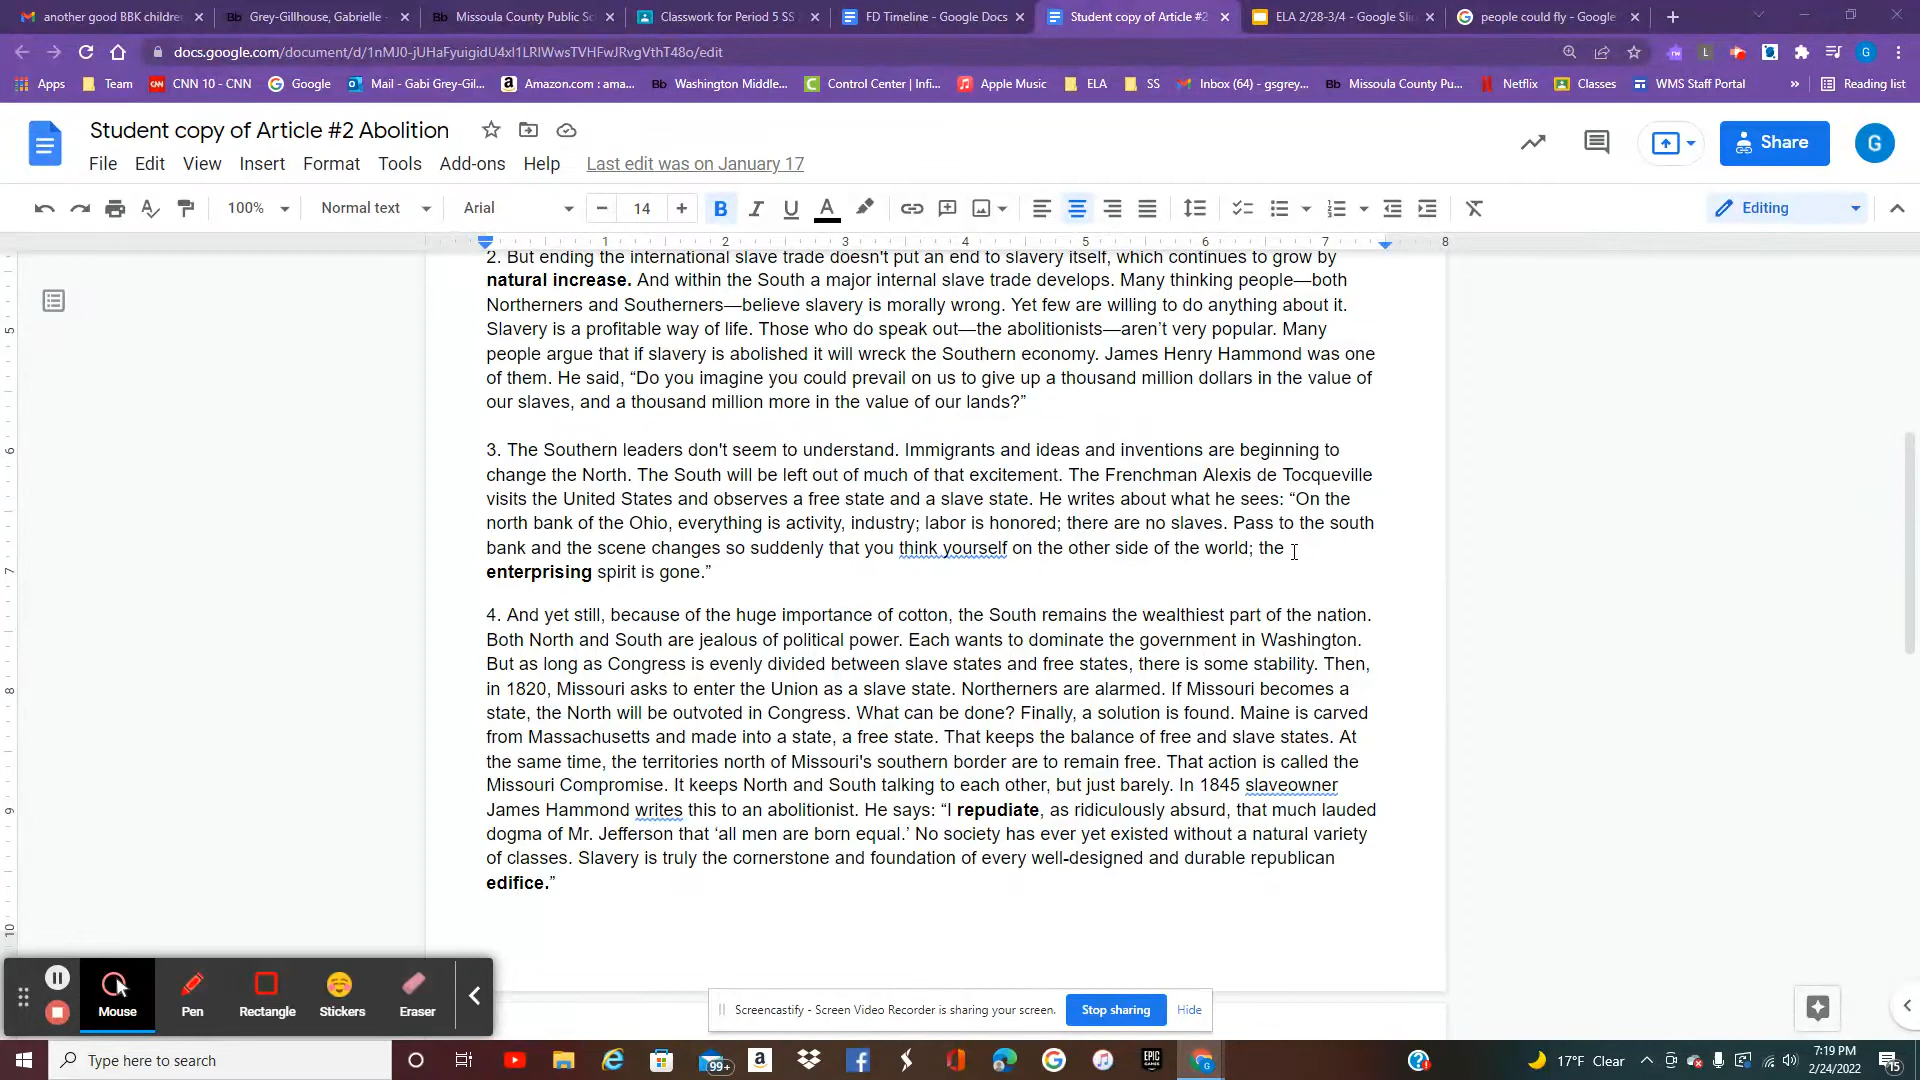 another good BBK children
Grey-Gillhouse, Gabrielle -
Missoula County Public Sc
Classwork for Period 5 SS 2
FD Timeline - Google Docs
Student copy of Article #2
ELA 2/28-3/4 - Google Slid
people could fly - Google
docs.google.com/document/d/1nMJ0-jUHaFyuigidU4xl1LRlWwsTVHFwJRvgVthT48o/edit
Apps
Team
CNN 10 - CNN
Google
Mail - Gabi Grey-Gil...
Amazon.com : ama...
Washington Middle...
Control Center | Infi...
Apple Music
ELA
SS
Inbox (64) - gsgrey...
Missoula County Pu...
Netflix
Classes
WMS Staff Portal
Reading list
Student copy of Article #2 Abolition
File Edit View Insert Format Tools Add-ons Help Last edit was on January 17
Share
G
100% Normal text Arial 14 Editing
1 2 3 4 5 6 7 8
2. But ending the international slave trade doesn't put an end to slavery itself, which continues to grow by
natural increase. And within the South a major internal slave trade develops. Many thinking people—both
Northerners and Southerners—believe slavery is morally wrong. Yet few are willing to do anything about it.
Slavery is a profitable way of life. Those who do speak out—the abolitionists—aren't very popular. Many
people argue that if slavery is abolished it will wreck the Southern economy. James Henry Hammond was one
of them. He said, “Do you imagine you could prevail on us to give up a thousand million dollars in the value of
our slaves, and a thousand million more in the value of our lands?”
3. The Southern leaders don't seem to understand. Immigrants and ideas and inventions are beginning to
change the North. The South will be left out of much of that excitement. The Frenchman Alexis de Tocqueville
visits the United States and observes a free state and a slave state. He writes about what he sees: “On the
north bank of the Ohio, everything is activity, industry; labor is honored; there are no slaves. Pass to the south
bank and the scene changes so suddenly that you think yourself on the other side of the world; the
enterprising spirit is gone.”
4. And yet still, because of the huge importance of cotton, the South remains the wealthiest part of the nation.
Both North and South are jealous of political power. Each wants to dominate the government in Washington.
But as long as Congress is evenly divided between slave states and free states, there is some stability. Then,
in 1820, Missouri asks to enter the Union as a slave state. Northerners are alarmed. If Missouri becomes a
state, the North will be outvoted in Congress. What can be done? Finally, a solution is found. Maine is carved
from Massachusetts and made into a state, a free state. That keeps the balance of free and slave states. At
the same time, the territories north of Missouri's southern border are to remain free. That action is called the
Missouri Compromise. It keeps North and South talking to each other, but just barely. In 1845 slaveowner
James Hammond writes this to an abolitionist. He says: “I repudiate, as ridiculously absurd, that much lauded
dogma of Mr. Jefferson that ‘all men are born equal.’ No society has ever yet existed without a natural variety
of classes. Slavery is truly the cornerstone and foundation of every well-designed and durable republican
edifice.”
5
6
7
8
9
10
Mouse Pen Rectangle Stickers Eraser
Screencastify - Screen Video Recorder is sharing your screen. Stop sharing Hide
Type here to search
99+
EPIC GAMES
17°F Clear
7:19 PM
2/24/2022
15